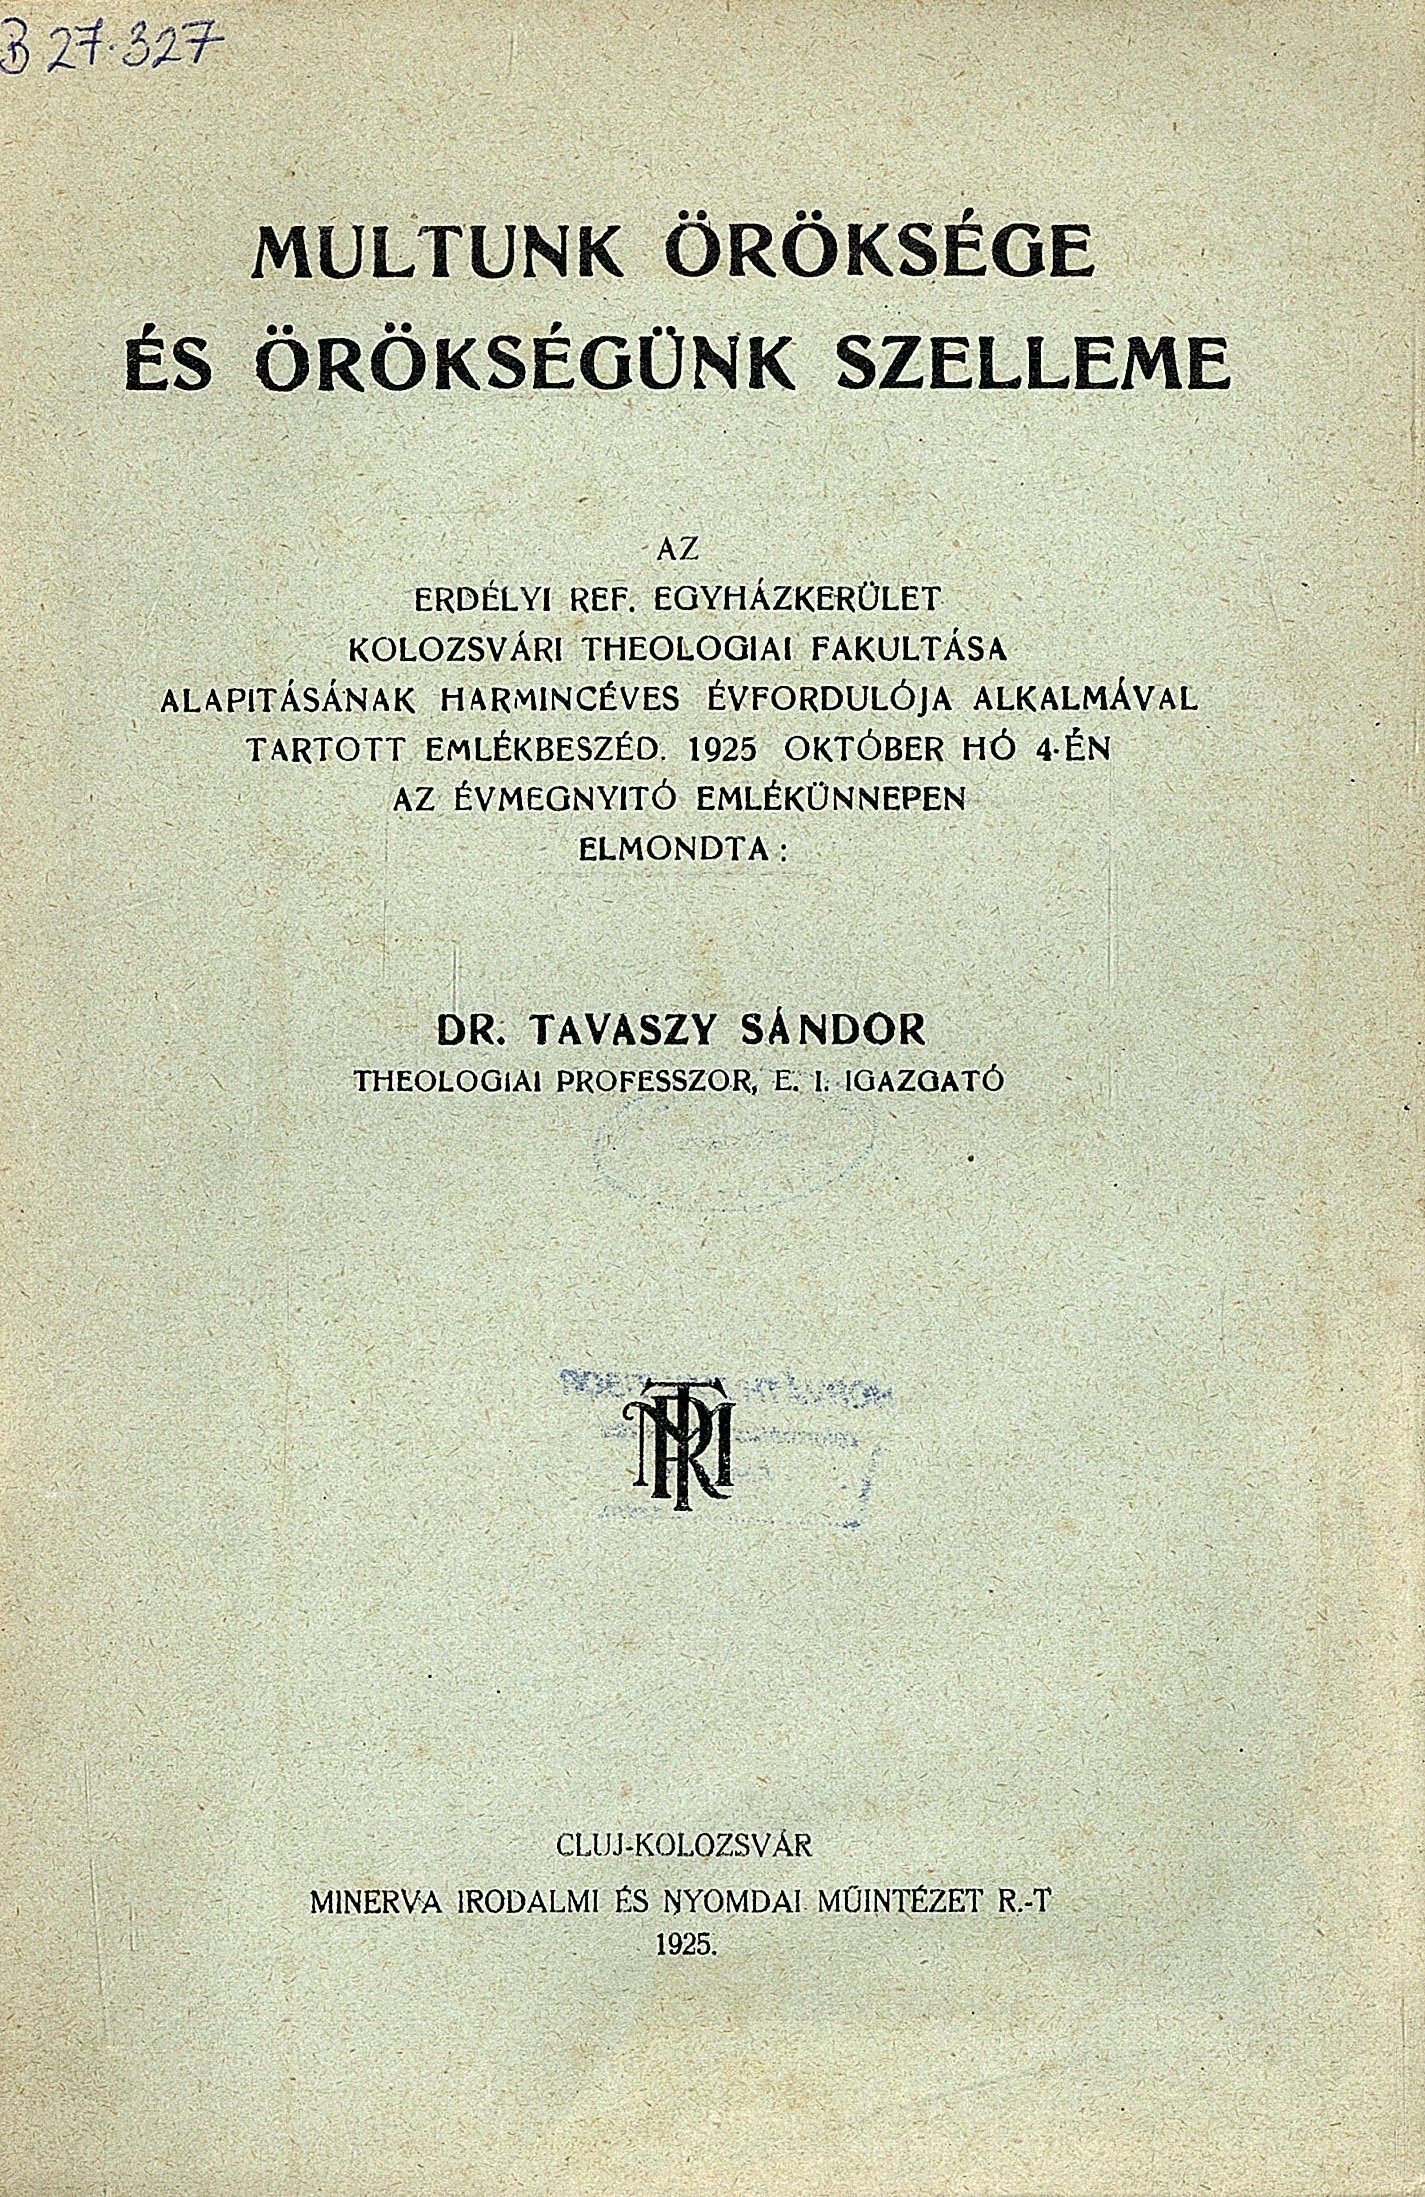 B 27.327
MULTUNK ÖRÖKSÉGE
ÉS ÖRÖKSÉGÜNK SZELLEME
AZ
ERDÉLYI REF. EGYHÁZKERÜLET
KOLOZSVÁRI THEOLOGIAI FAKULTÁSA
ALAPITÁSÁNAK HARMINCÉVES ÉVFORDULÓJA ALKALMÁVAL
TARTOTT EMLÉKBESZÉD. 1925 OKTÓBER HÓ 4-ÉN
AZ ÉVMEGNYITÓ EMLÉKÜNNEPEN
ELMONDTA:
DR. TAVASZY SÁNDOR
THEOLOGIAI PROFESSZOR, E. I. IGAZGATÓ
CLUJ-KOLOZSVÁR
MINERVA IRODALMI ÉS NYOMDAI MŰINTÉZET R.-T
1925.